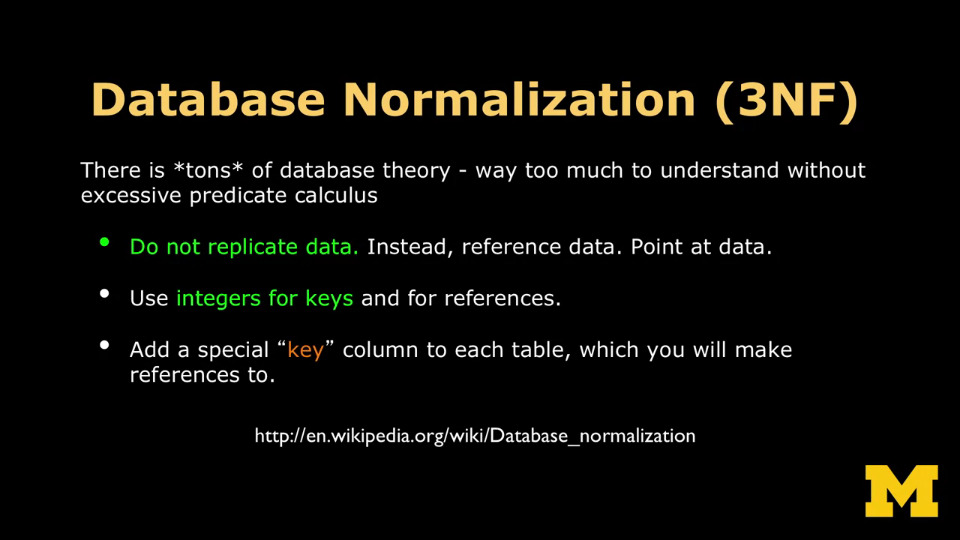 Database Normalization (3NF)
There is *tons* of database theory - way too much to understand without
excessive predicate calculus
• Do not replicate data. Instead, reference data. Point at data.
• Use integers for keys and for references.
• Add a special “key” column to each table, which you will make
references to.
http://en.wikipedia.org/wiki/Database_normalization
M